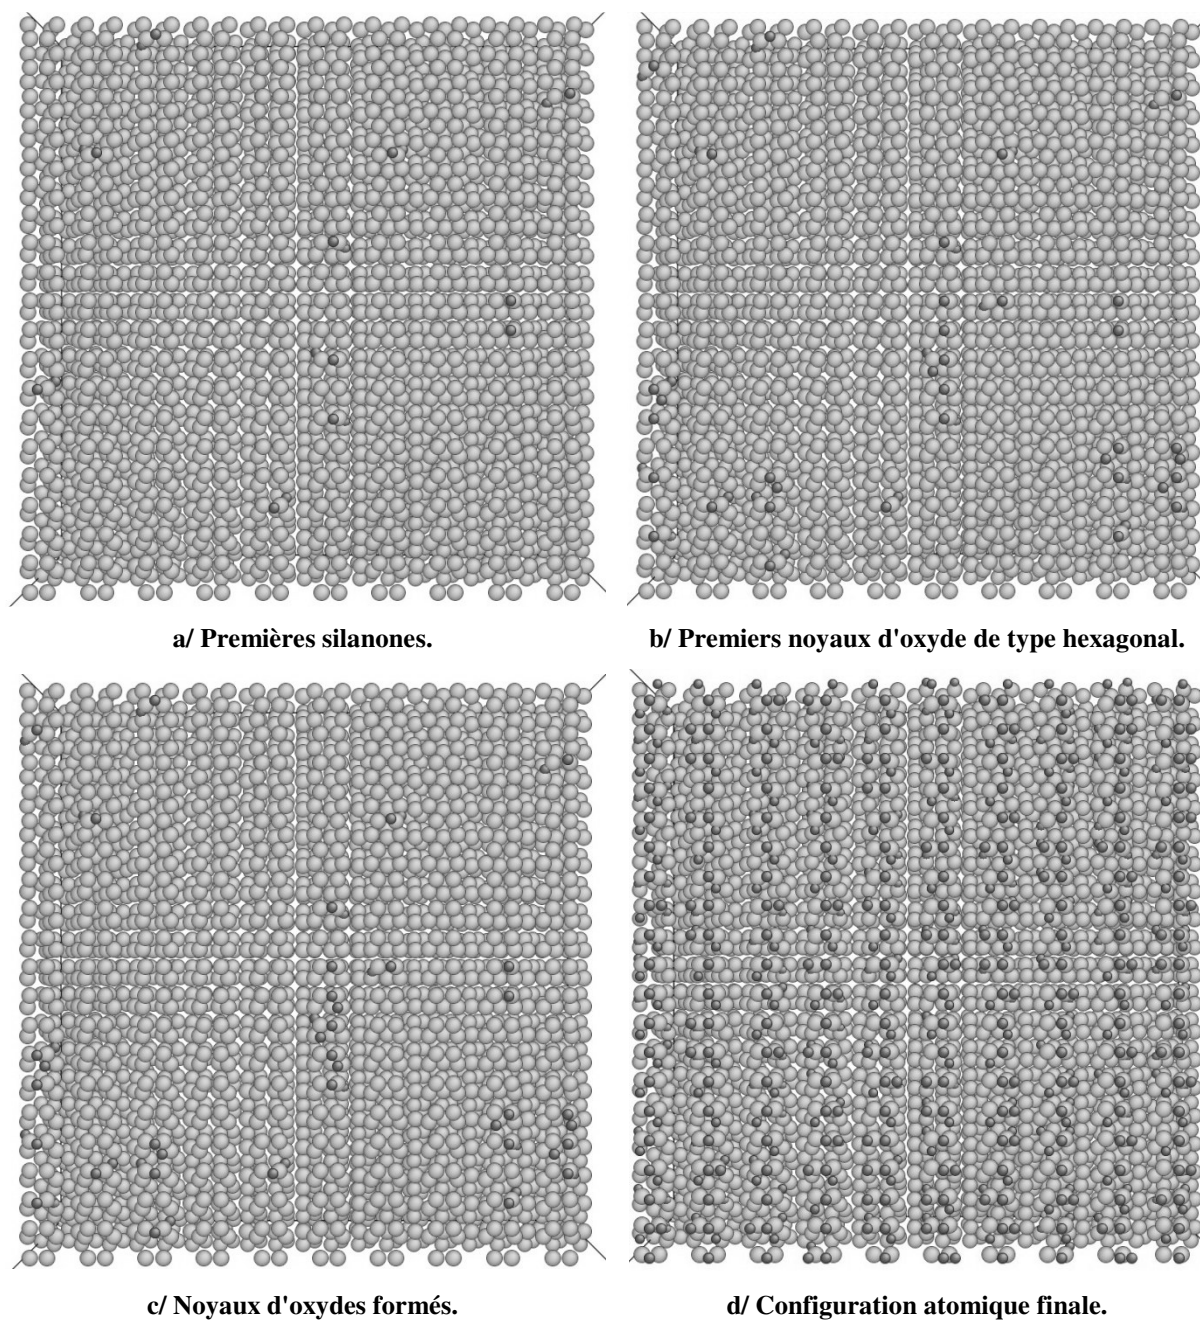 a/ Premières silanones.
b/ Premiers noyaux d'oxyde de type hexagonal.
c/ Noyaux d'oxydes formés.
d/ Configuration atomique finale.